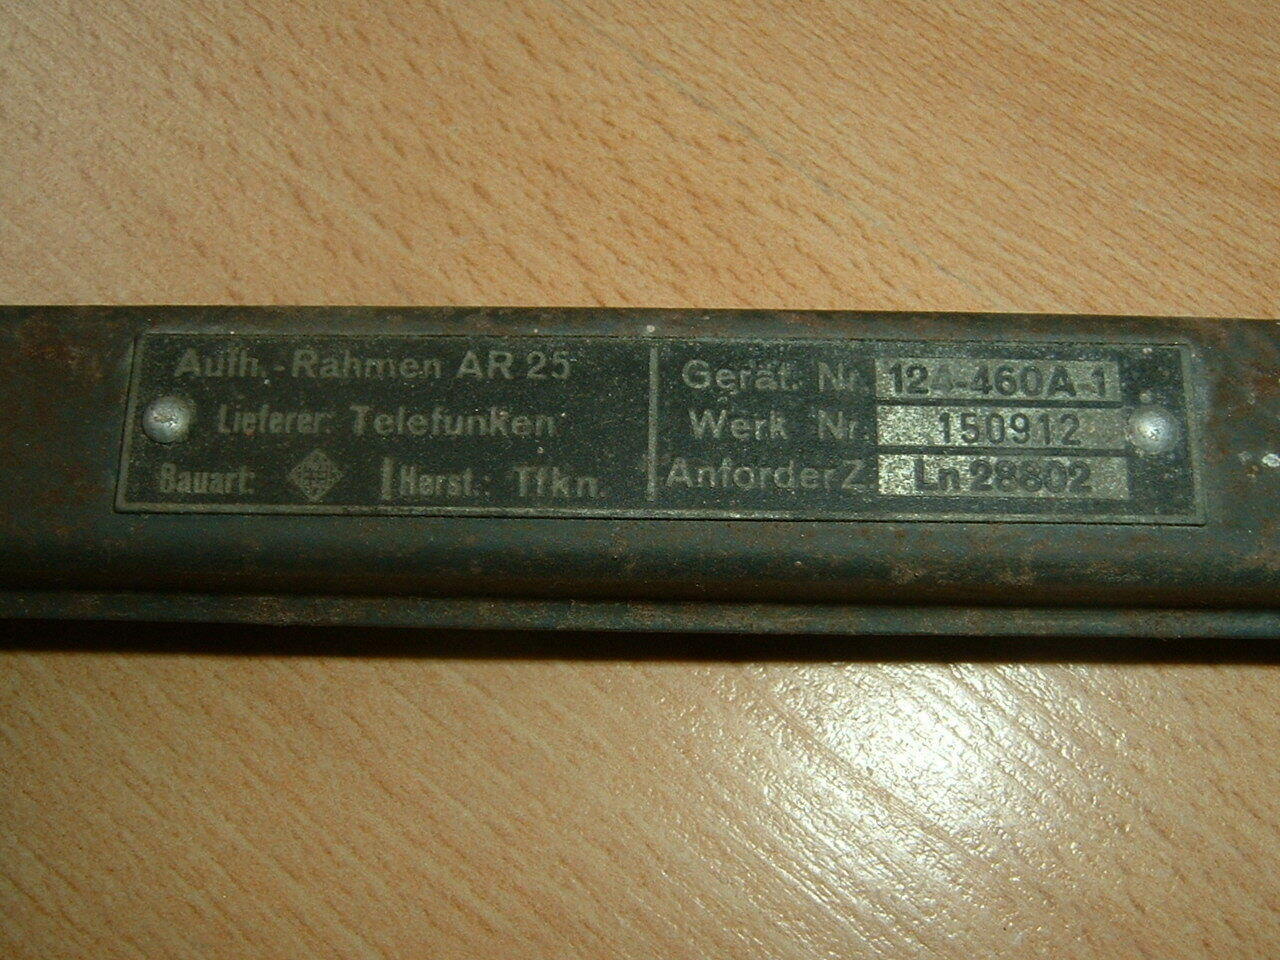 Aufh.-Rahmen AR 25
Lieferer: Telefunken
Bauart: Herst.: Tfkn.
Gerät. Nr. 124-460A-1
Werk Nr. 150912
Anforder Z. Ln 28802